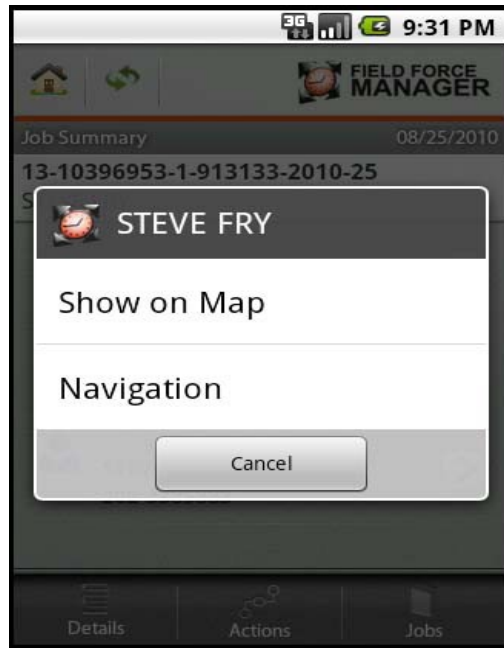 3G 9:31 PM
FIELD FORCE
MANAGER
Job Summary 08/25/2010
13-10396953-1-913133-2010-25
S
STEVE FRY
Show on Map
Navigation
Cancel
Details Actions Jobs